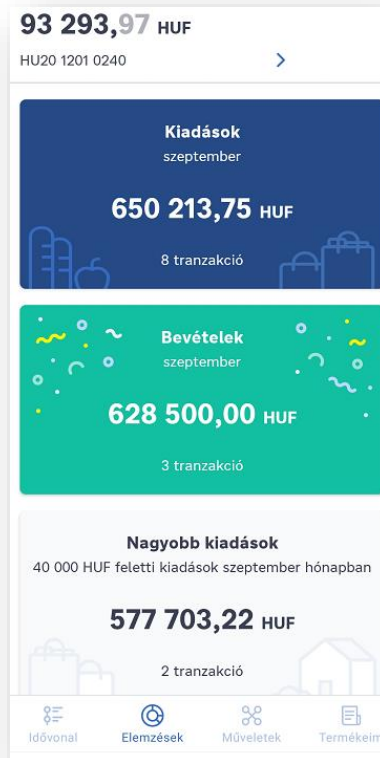 93 293,97 HUF
HU20 1201 0240
Kiadások
szeptember
650 213,75 HUF
8 tranzakció
Bevételek
szeptember
628 500,00 HUF
3 tranzakció
Nagyobb kiadások
40 000 HUF feletti kiadások szeptember hónapban
577 703,22 HUF
2 tranzakció
Idővonal Elemzések Műveletek Termékeim